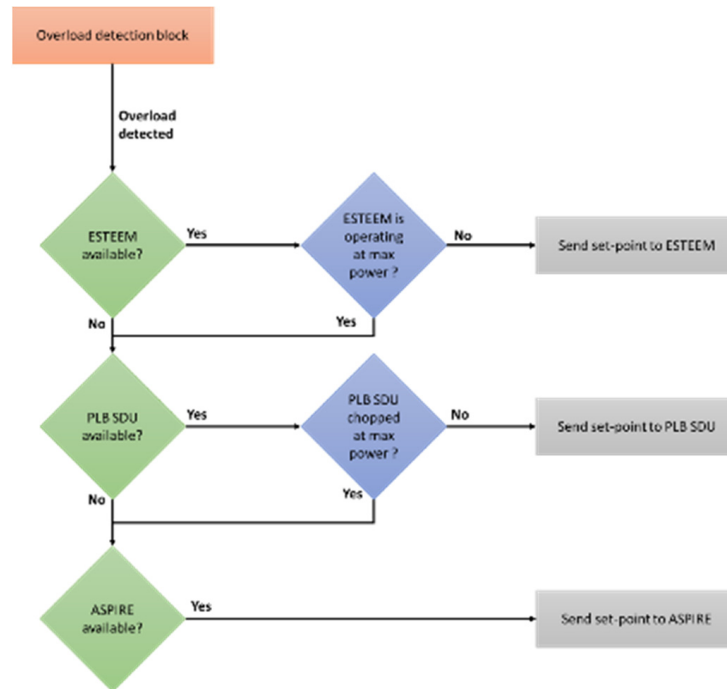 Overload detection block
Overload
detected
ESTEEM
available?
Yes
ESTEEM is
operating
at max
power ?
No
Send set-point to ESTEEM
No
Yes
PLB SDU
available?
Yes
PLB SDU
chopped
at max
power ?
No
Send set-point to PLB SDU
No
Yes
ASPIRE
available?
Yes
Send set-point to ASPIRE